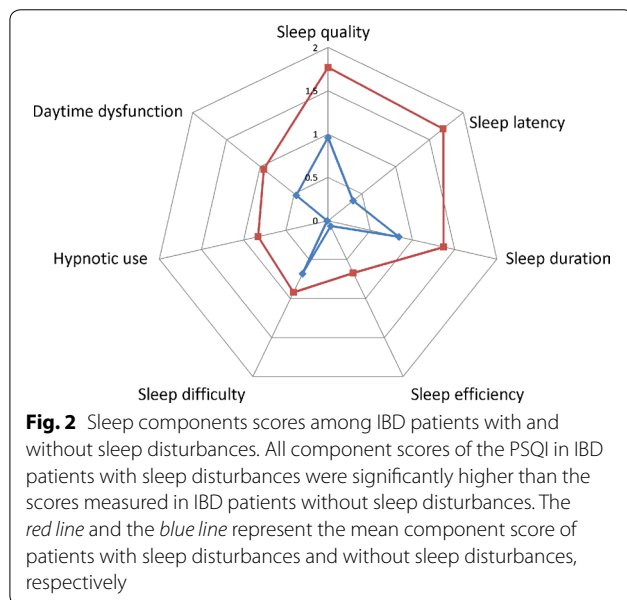 Sleep quality
2
Daytime dysfunction
1.5
Sleep latency
1
0.5
0
Hypnotic use
Sleep duration
Sleep difficulty
Sleep efficiency
Fig. 2 Sleep components scores among IBD patients with and
without sleep disturbances. All component scores of the PSQI in IBD
patients with sleep disturbances were significantly higher than the
scores measured in IBD patients without sleep disturbances. The
red line and the blue line represent the mean component score of
patients with sleep disturbances and without sleep disturbances,
respectively